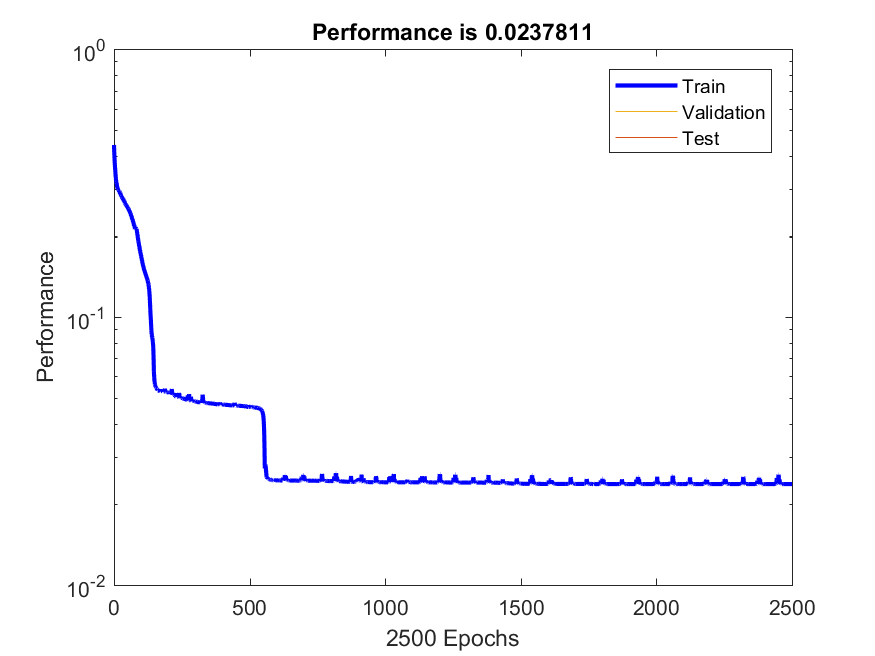 Performance is 0.0237811
10^0
Train
Validation
Test
Performance
10^-1
10^-2
0 500 1000 1500 2000 2500
2500 Epochs